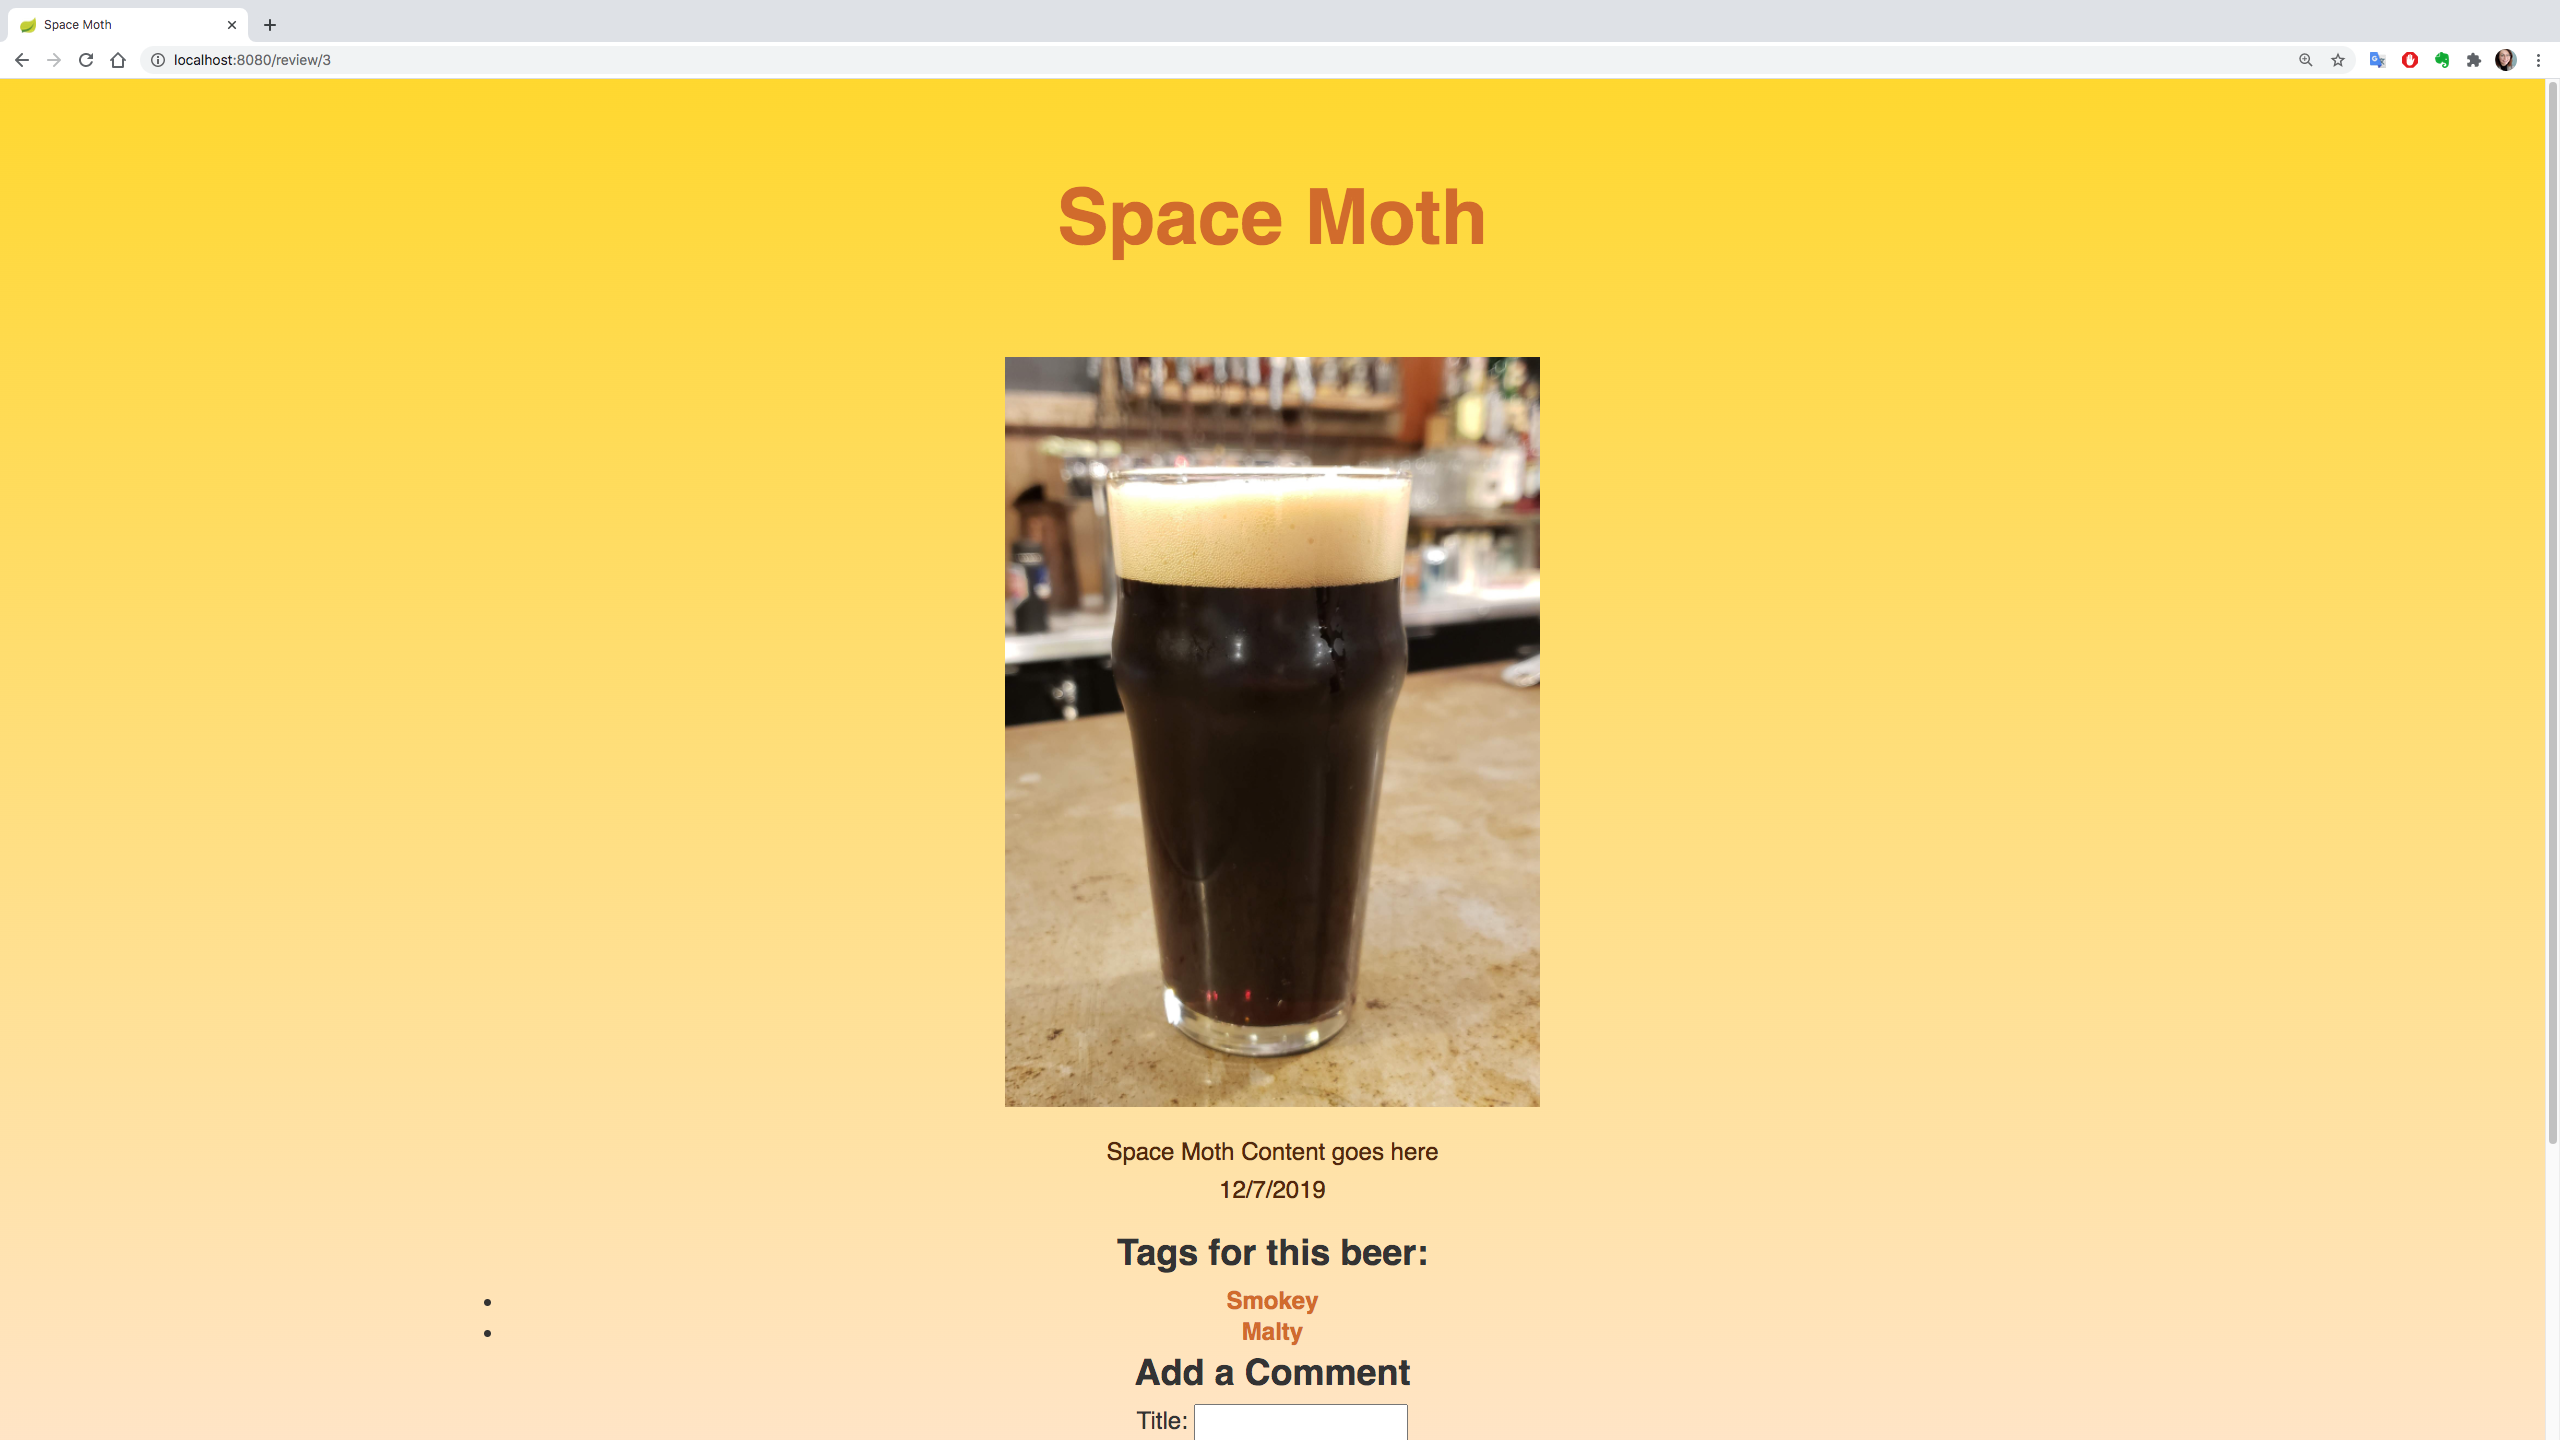 Space Moth
localhost:8080/review/3
Space Moth
Space Moth Content goes here
12/7/2019
Tags for this beer:
• Smokey
• Malty
Add a Comment
Title: